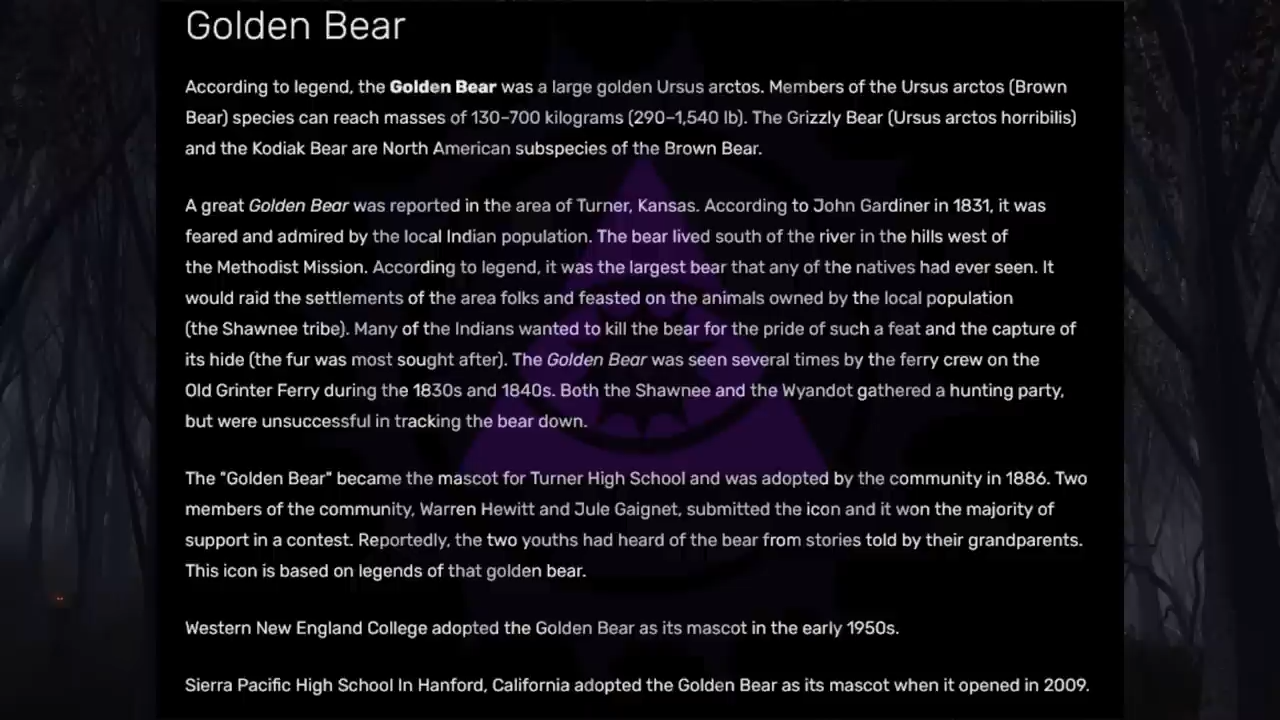 Golden Bear
According to legend, the Golden Bear was a large golden Ursus arctos. Members of the Ursus arctos (Brown
Bear) species can reach masses of 130–700 kilograms (290–1,540 lb). The Grizzly Bear (Ursus arctos horribilis)
and the Kodiak Bear are North American subspecies of the Brown Bear.
A great Golden Bear was reported in the area of Turner, Kansas. According to John Gardiner in 1831, it was
feared and admired by the local Indian population. The bear lived south of the river in the hills west of
the Methodist Mission. According to legend, it was the largest bear that any of the natives had ever seen. It
would raid the settlements of the area folks and feasted on the animals owned by the local population
(the Shawnee tribe). Many of the Indians wanted to kill the bear for the pride of such a feat and the capture of
its hide (the fur was most sought after). The Golden Bear was seen several times by the ferry crew on the
Old Grinter Ferry during the 1830s and 1840s. Both the Shawnee and the Wyandot gathered a hunting party,
but were unsuccessful in tracking the bear down.
The "Golden Bear" became the mascot for Turner High School and was adopted by the community in 1886. Two
members of the community, Warren Hewitt and Jule Gaignet, submitted the icon and it won the majority of
support in a contest. Reportedly, the two youths had heard of the bear from stories told by their grandparents.
This icon is based on legends of that golden bear.
Western New England College adopted the Golden Bear as its mascot in the early 1950s.
Sierra Pacific High School In Hanford, California adopted the Golden Bear as its mascot when it opened in 2009.